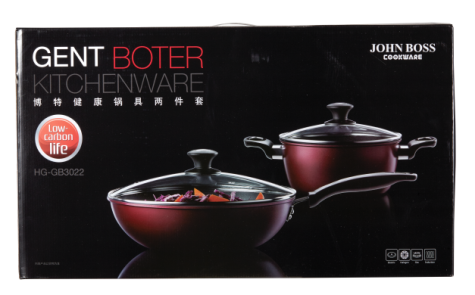 GENT BOTER
JOHN BOSS
COOKWARE
KITCHENWARE
博特健康锅具两件套
Low-
carbon
life
HG-GB3022